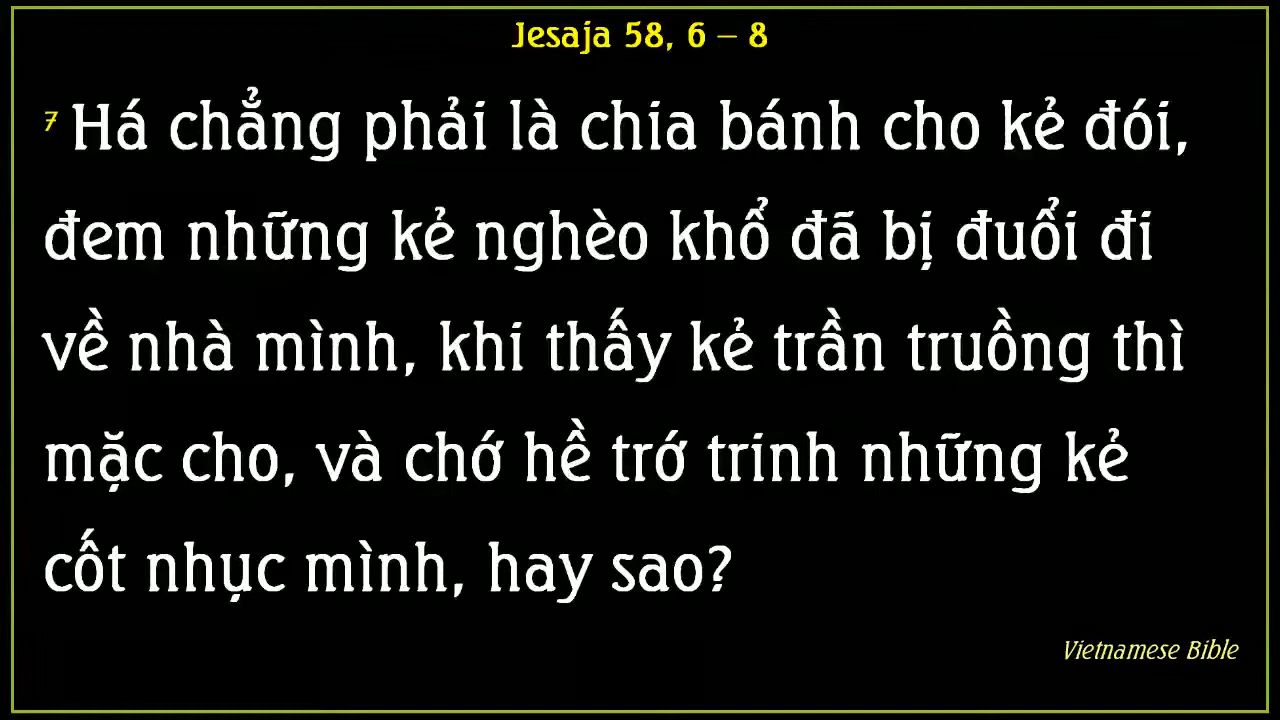 Jesaja 58, 6 – 8
7 Há chẳng phải là chia bánh cho kẻ đói,
đem những kẻ nghèo khổ đã bị đuổi đi
về nhà mình, khi thấy kẻ trần truồng thì
mặc cho, và chớ hề trớ trinh những kẻ
cốt nhục mình, hay sao?
Vietnamese Bible